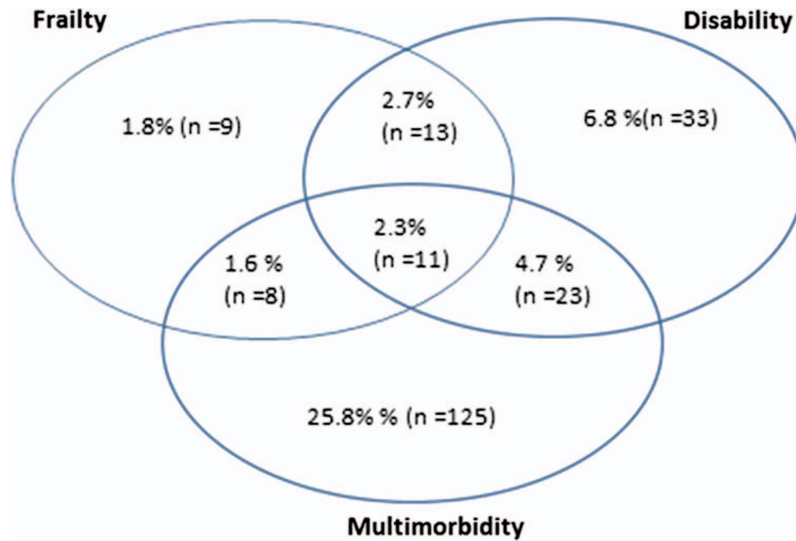 Frailty
Disability
2.7%
(n =13)
1.8% (n =9)
6.8 %(n =33)
2.3%
(n =11)
1.6 %
(n =8)
4.7 %
(n =23)
25.8% % (n =125)
Multimorbidity